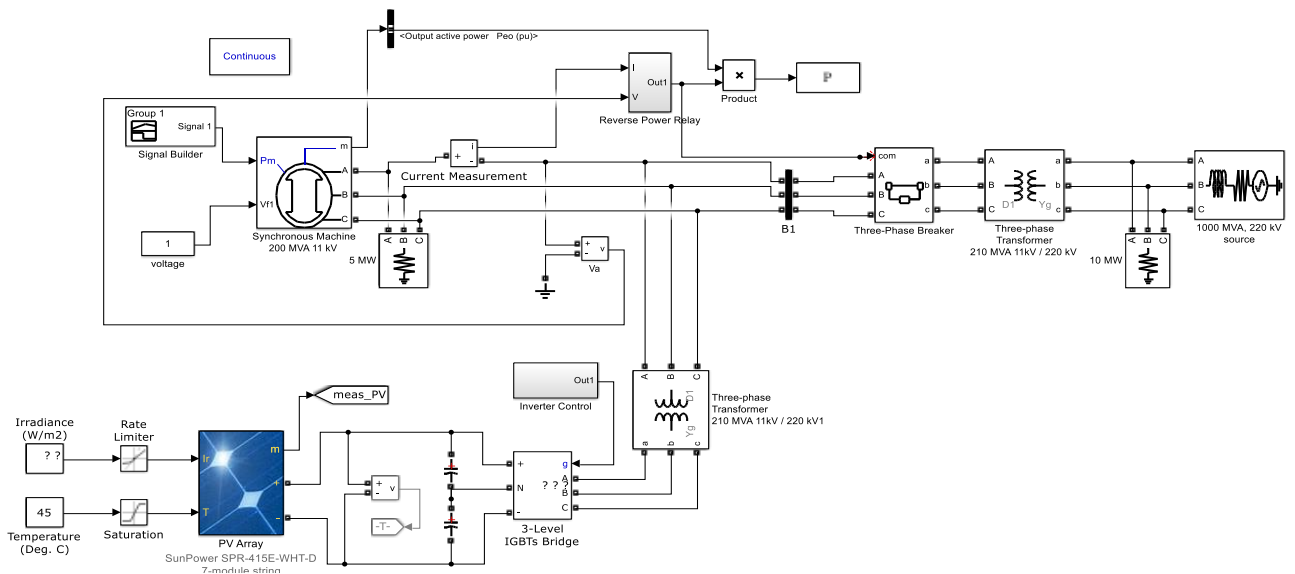 <Output active power   Peo (pu)>
Continuous
I
V
Out1
Reverse Power Relay
×
Product
P
Group 1
Signal 1
Signal Builder
Pm
Vf1
m
A
B
C
Synchronous Machine
200 MVA 11 kV
1
voltage
+
i
-
Current Measurement
A
B
C
5 MW
+
-
v
Va
B1
com
A
B
C
a
b
c
Three-Phase Breaker
A
B
C
D1
Yg
a
b
c
Three-phase
Transformer
210 MVA 11kV / 220 kV
A
B
C
10 MW
A
B
C
1000 MVA, 220 kV
source
A
B
C
D1
Yg
a
b
c
Three-phase
Transformer
210 MVA 11kV / 220 kV1
Out1
Inverter Control
meas_PV
Irradiance
(W/m2)
? ?
Rate
Limiter
45
Temperature
(Deg. C)
Saturation
Ir
T
m
+
-
PV Array
SunPower SPR-415E-WHT-D
7-module string
+
-
v
-T-
+
N
-
g
A
B
C
? ? ?
3-Level
IGBTs Bridge